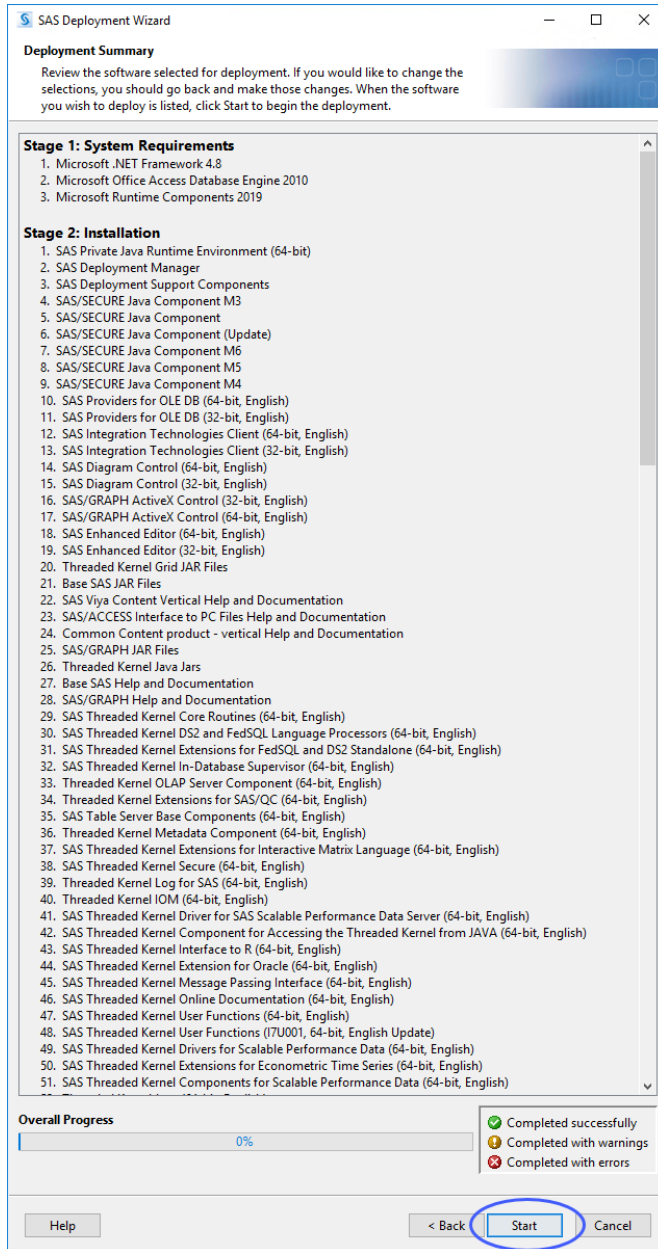 SAS Deployment Wizard
Deployment Summary
Review the software selected for deployment. If you would like to change the
selections, you should go back and make those changes. When the software
you wish to deploy is listed, click Start to begin the deployment.
Stage 1: System Requirements
1. Microsoft .NET Framework 4.8
2. Microsoft Office Access Database Engine 2010
3. Microsoft Runtime Components 2019
Stage 2: Installation
1. SAS Private Java Runtime Environment (64-bit)
2. SAS Deployment Manager
3. SAS Deployment Support Components
4. SAS/SECURE Java Component M3
5. SAS/SECURE Java Component
6. SAS/SECURE Java Component (Update)
7. SAS/SECURE Java Component M6
8. SAS/SECURE Java Component M5
9. SAS/SECURE Java Component M4
10. SAS Providers for OLE DB (64-bit, English)
11. SAS Providers for OLE DB (32-bit, English)
12. SAS Integration Technologies Client (64-bit, English)
13. SAS Integration Technologies Client (32-bit, English)
14. SAS Diagram Control (64-bit, English)
15. SAS Diagram Control (32-bit, English)
16. SAS/GRAPH ActiveX Control (32-bit, English)
17. SAS/GRAPH ActiveX Control (64-bit, English)
18. SAS Enhanced Editor (64-bit, English)
19. SAS Enhanced Editor (32-bit, English)
20. Threaded Kernel Grid JAR Files
21. Base SAS JAR Files
22. SAS Viya Content Vertical Help and Documentation
23. SAS/ACCESS Interface to PC Files Help and Documentation
24. Common Content product - vertical Help and Documentation
25. SAS/GRAPH JAR Files
26. Threaded Kernel Java Jars
27. Base SAS Help and Documentation
28. SAS/GRAPH Help and Documentation
29. SAS Threaded Kernel Core Routines (64-bit, English)
30. SAS Threaded Kernel DS2 and FedSQL Language Processors (64-bit, English)
31. SAS Threaded Kernel Extensions for FedSQL and DS2 Standalone (64-bit, English)
32. SAS Threaded Kernel In-Database Supervisor (64-bit, English)
33. Threaded Kernel OLAP Server Component (64-bit, English)
34. Threaded Kernel Extensions for SAS/QC (64-bit, English)
35. SAS Table Server Base Components (64-bit, English)
36. Threaded Kernel Metadata Component (64-bit, English)
37. SAS Threaded Kernel Extensions for Interactive Matrix Language (64-bit, English)
38. SAS Threaded Kernel Secure (64-bit, English)
39. Threaded Kernel Log for SAS (64-bit, English)
40. Threaded Kernel IOM (64-bit, English)
41. SAS Threaded Kernel Driver for SAS Scalable Performance Data Server (64-bit, English)
42. SAS Threaded Kernel Component for Accessing the Threaded Kernel from JAVA (64-bit, English)
43. SAS Threaded Kernel Interface to R (64-bit, English)
44. SAS Threaded Kernel Extension for Oracle (64-bit, English)
45. SAS Threaded Kernel Message Passing Interface (64-bit, English)
46. SAS Threaded Kernel Online Documentation (64-bit, English)
47. SAS Threaded Kernel User Functions (64-bit, English)
48. SAS Threaded Kernel User Functions (I7U001, 64-bit, English Update)
49. SAS Threaded Kernel Drivers for Scalable Performance Data (64-bit, English)
50. SAS Threaded Kernel Extensions for Econometric Time Series (64-bit, English)
51. SAS Threaded Kernel Components for Scalable Performance Data (64-bit, English)
Overall Progress
0%
Completed successfully
Completed with warnings
Completed with errors
Help
< Back
Start
Cancel